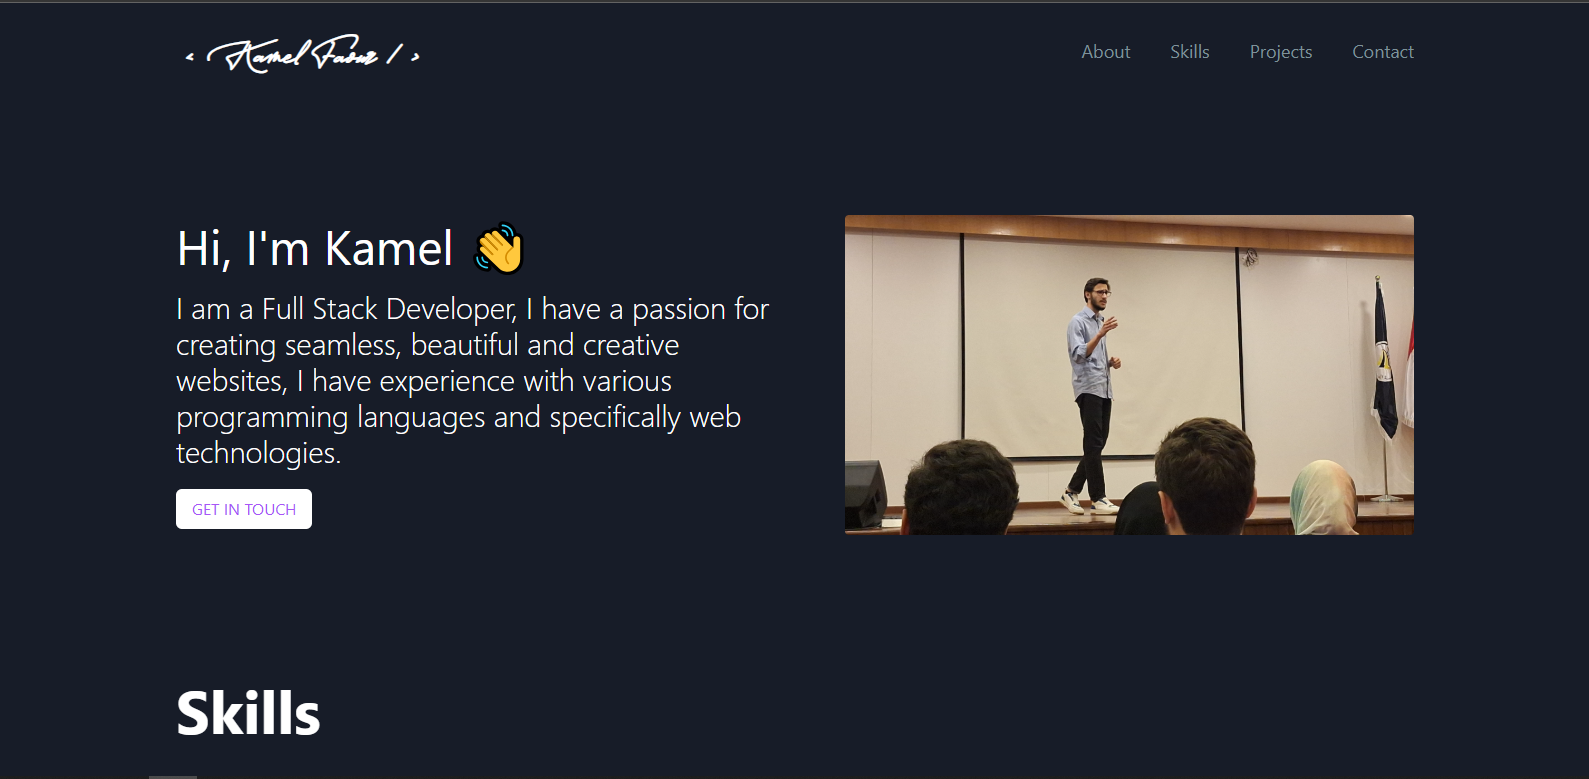 < Kamel Faour / >
About Skills Projects Contact
Hi, I'm Kamel 👋
I am a Full Stack Developer, I have a passion for
creating seamless, beautiful and creative
websites, I have experience with various
programming languages and specifically web
technologies.
GET IN TOUCH
Skills